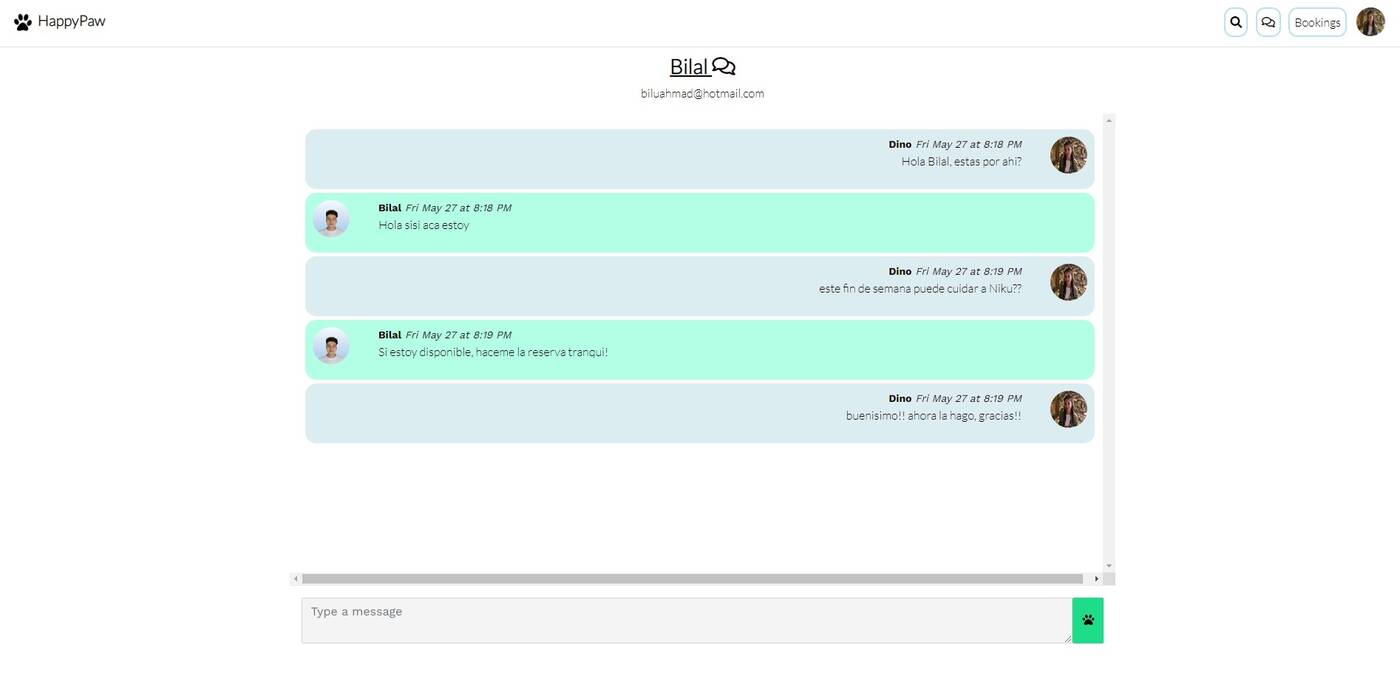 HappyPaw
Bookings
Bilal
biluahmad@hotmail.com
Dino Fri May 27 at 8:18 PM
Hola Bilal, estas por ahi?
Bilal Fri May 27 at 8:18 PM
Hola sisi aca estoy
Dino Fri May 27 at 8:19 PM
este fin de semana puede cuidar a Niku??
Bilal Fri May 27 at 8:19 PM
Si estoy disponible, haceme la reserva tranqui!
Dino Fri May 27 at 8:19 PM
buenisimo!! ahora la hago, gracias!!
Type a message